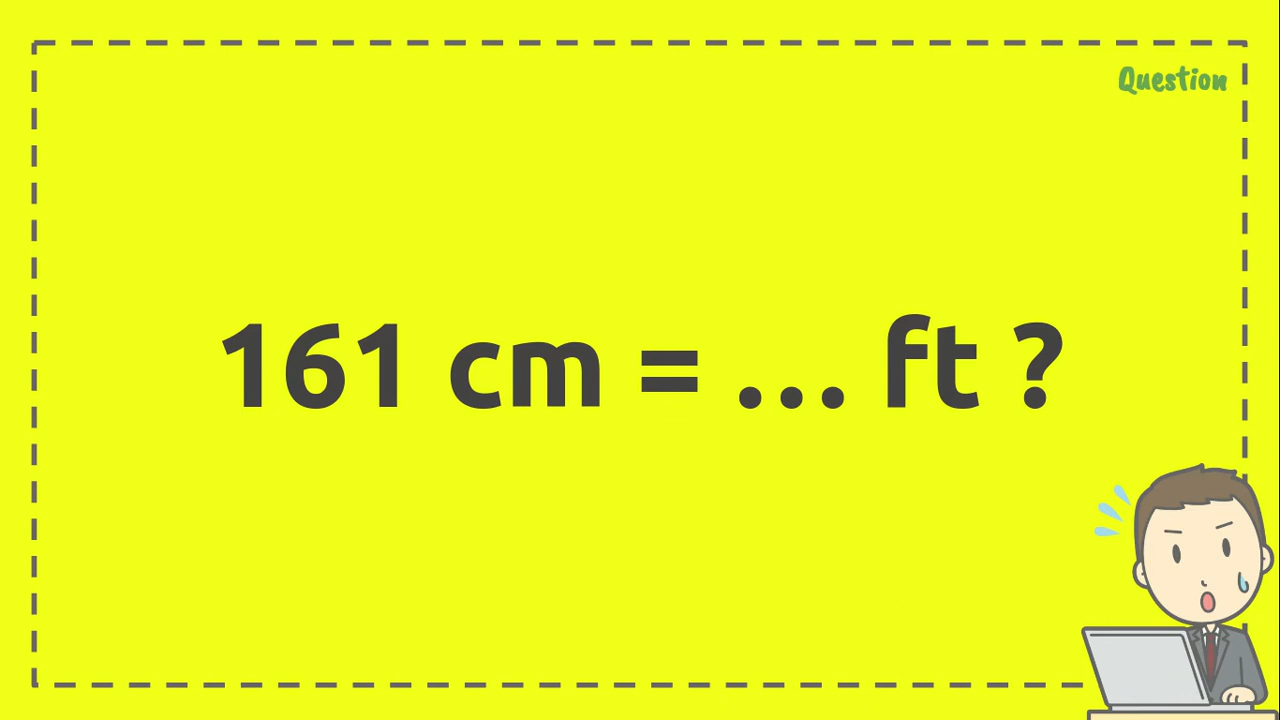 Question
161 cm = ... ft ?